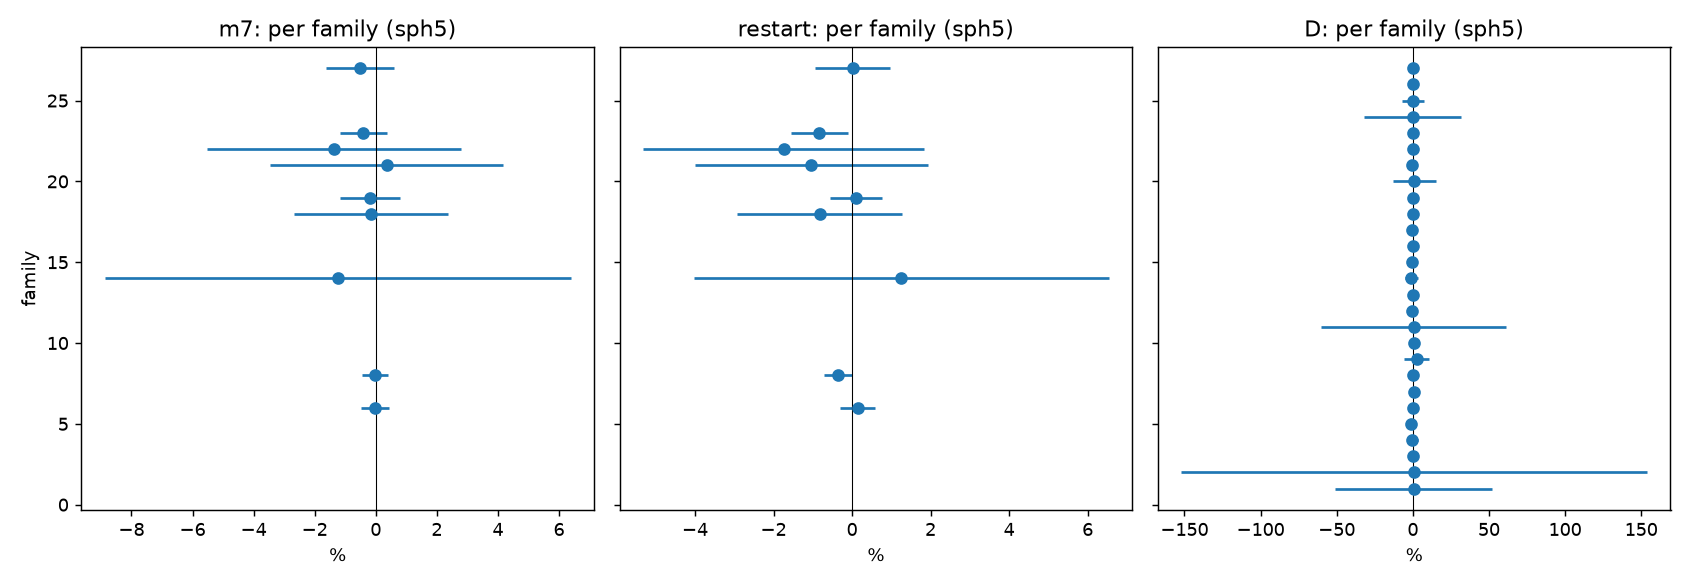 m7: per family (sph5)
restart: per family (sph5)
D: per family (sph5)
family
25
20
15
10
5
0
−8 −6 −4 −2 0 2 4 6
−4 −2 0 2 4 6
−150 −100 −50 0 50 100 150
%
%
%